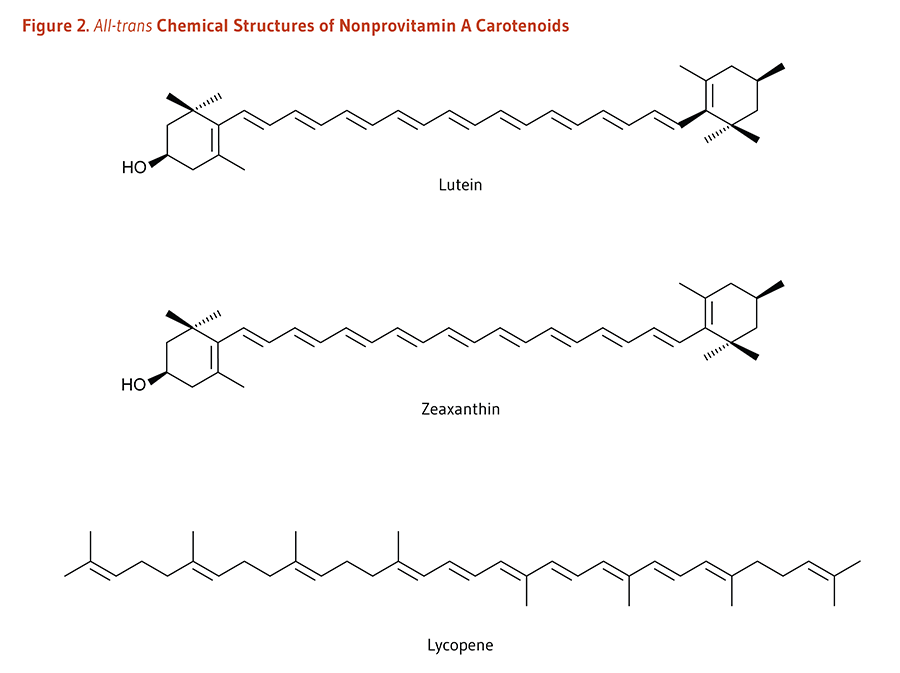 Figure 2. All-trans Chemical Structures of Nonprovitamin A Carotenoids
HO
Lutein
HO
Zeaxanthin
Lycopene